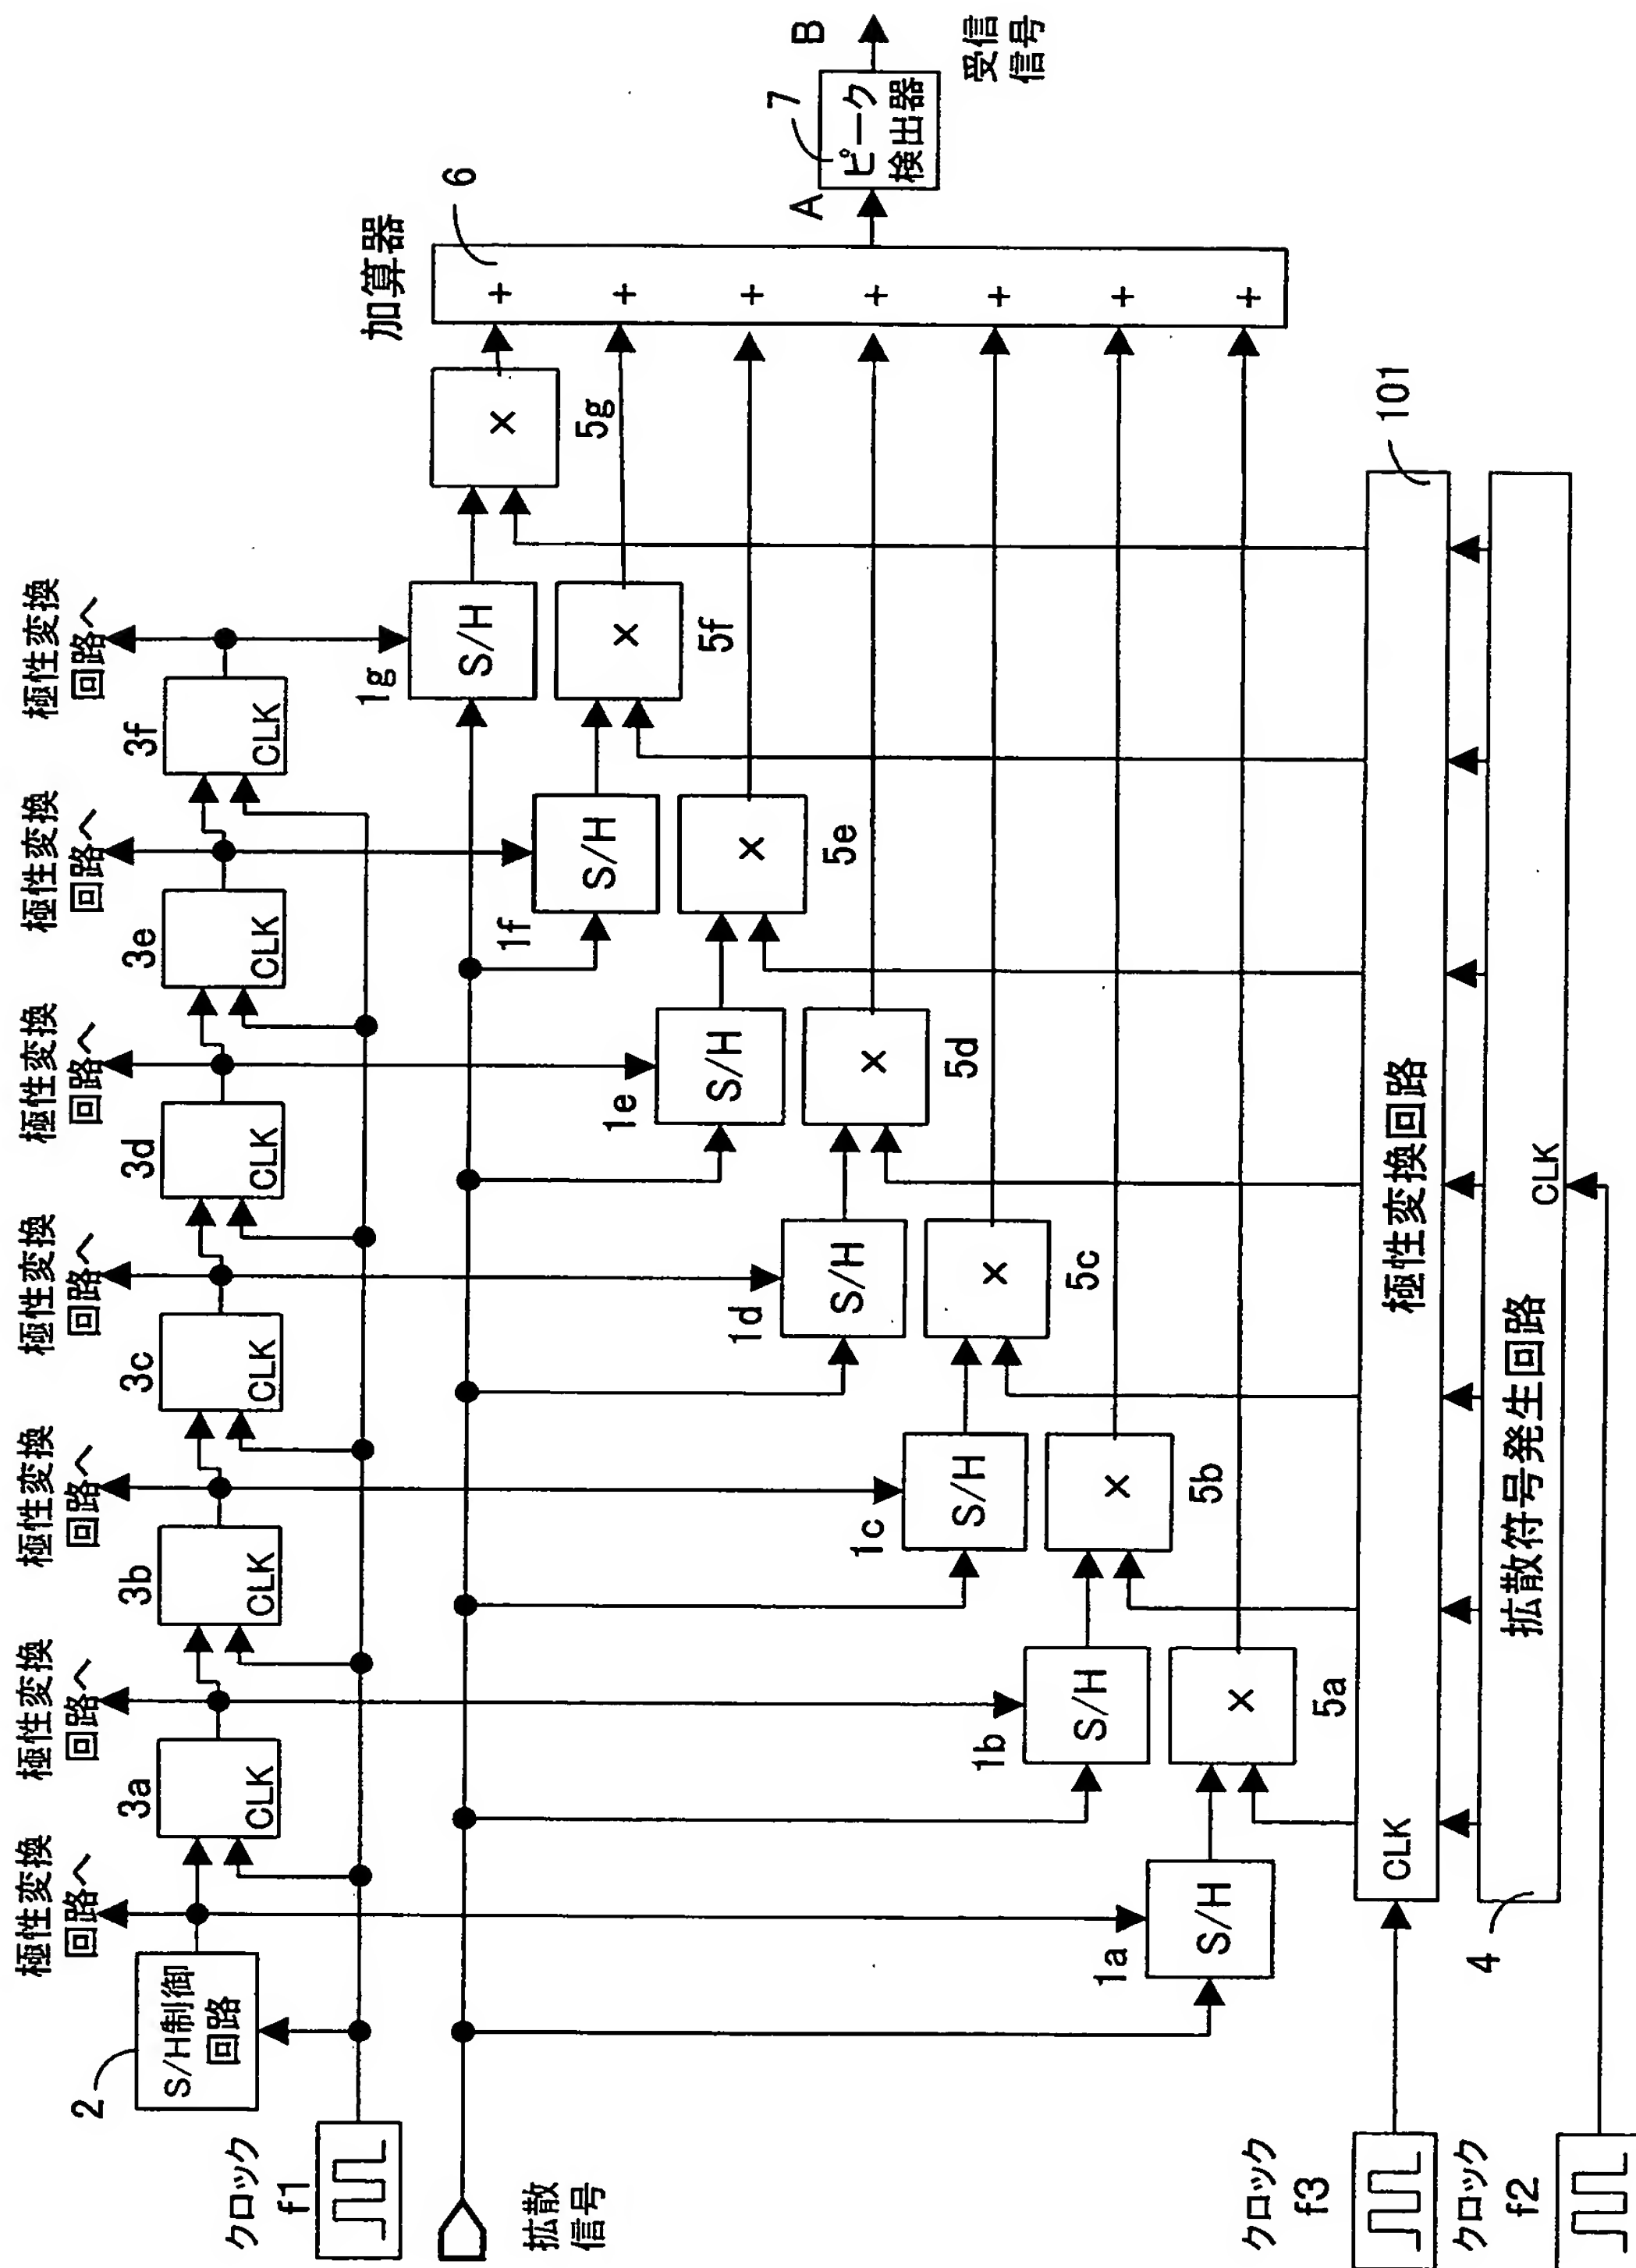 極性変換
回路へ
極性変換
回路へ
極性変換
回路へ
極性変換
回路へ
極性変換
回路へ
極性変換
回路へ
極性変換
回路へ
2
S/H制御
回路
3a
CLK
3b
CLK
3c
CLK
3d
CLK
3e
CLK
3f
CLK
クロック
f1
拡散
信号
1a
S/H
1b
S/H
1c
S/H
1d
S/H
1e
S/H
1f
S/H
1g
S/H
×
5a
×
5b
×
5c
×
5d
×
5e
×
5f
×
5g
加算器
6
+
+
+
+
+
+
+
A
7
ピーク
検出器
B
受信
信号
クロック
f3
CLK
極性変換回路
101
4
拡散符号発生回路
CLK
クロック
f2